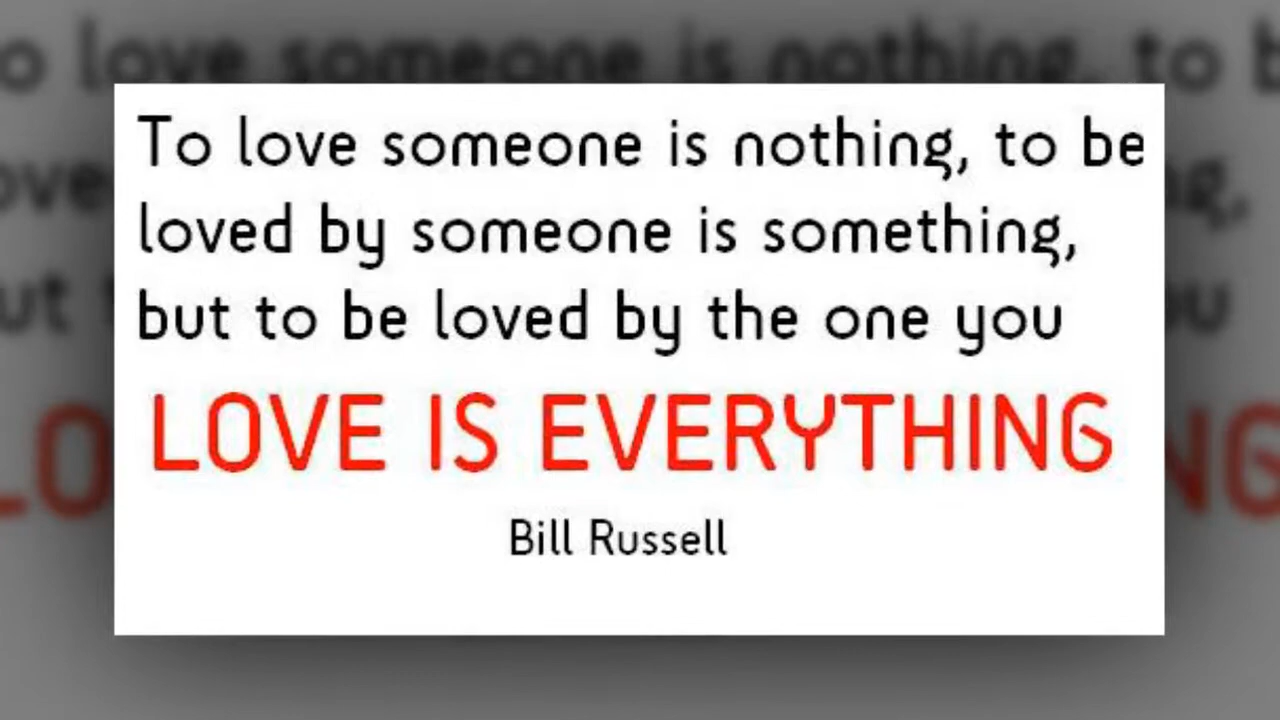 To love someone is nothing, to be
loved by someone is something,
but to be loved by the one you
LOVE IS EVERYTHING
Bill Russell